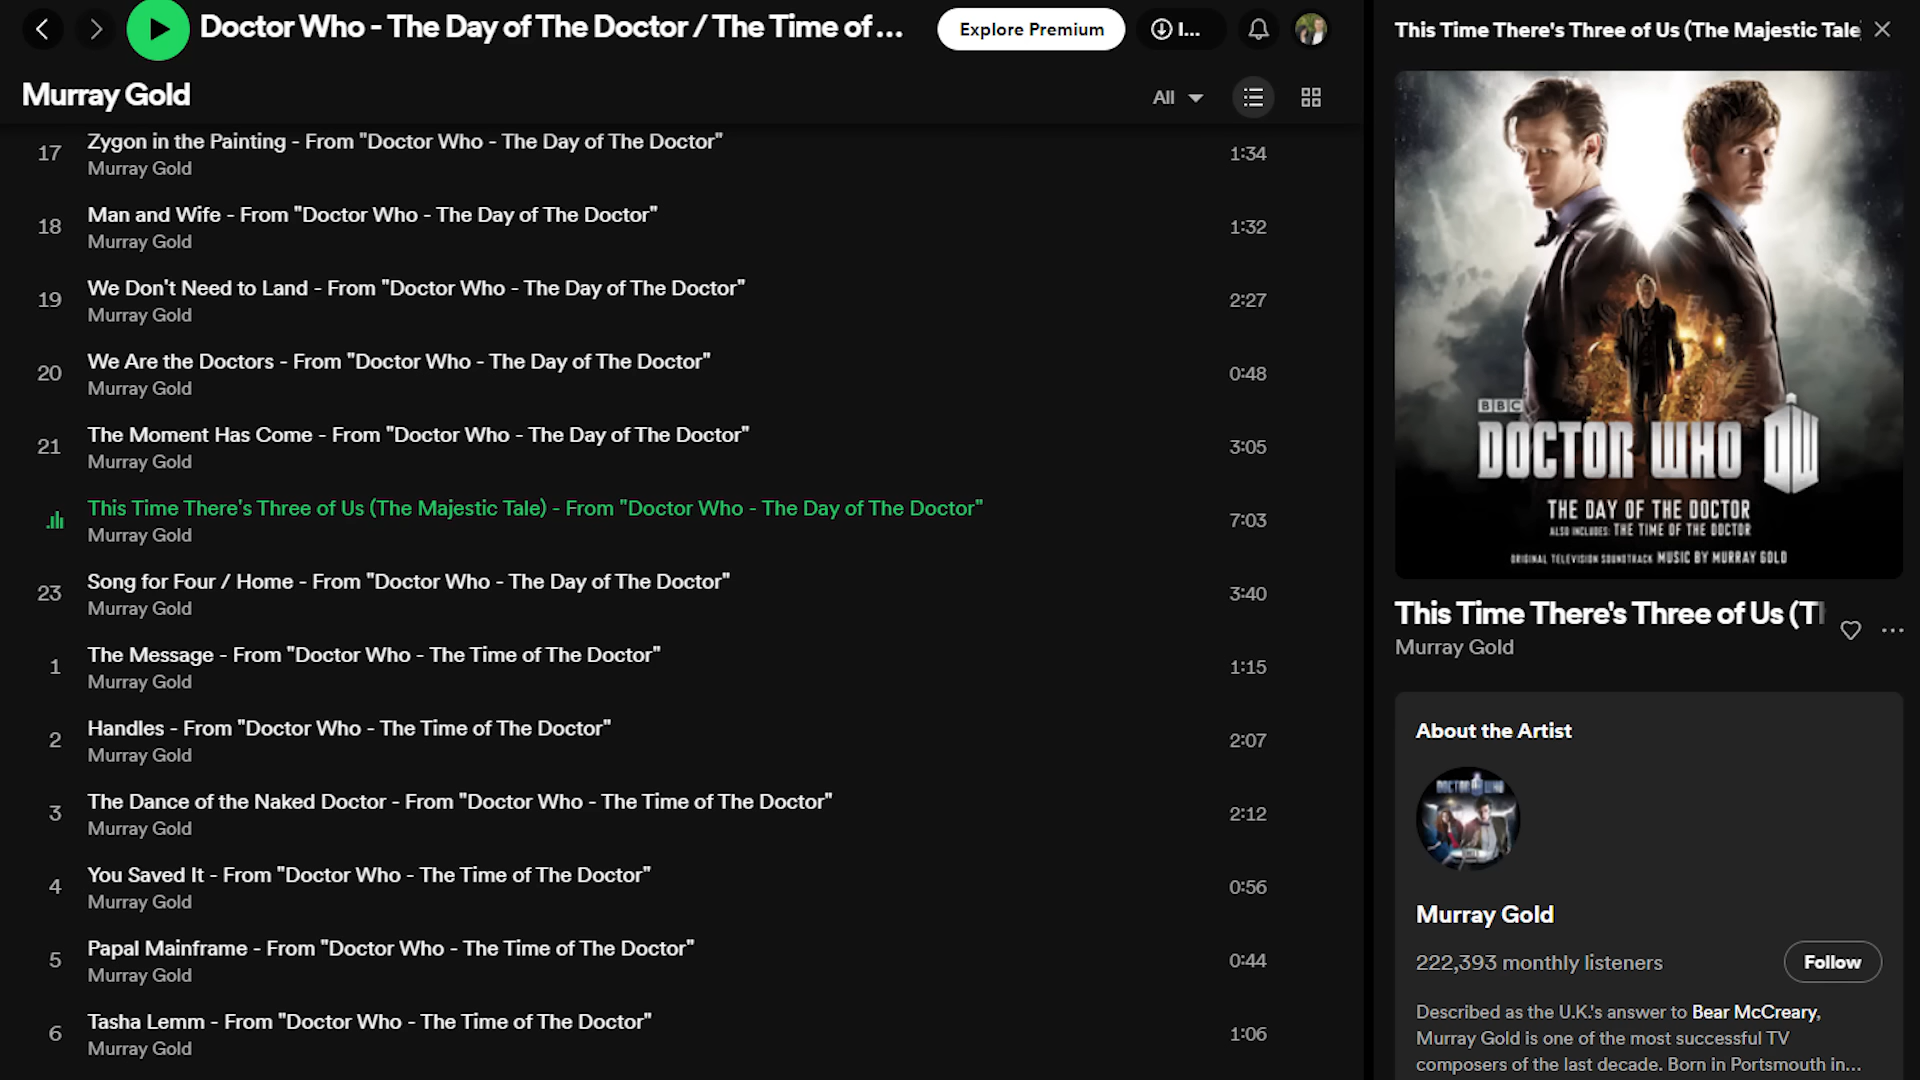 Doctor Who - The Day of The Doctor / The Time of ...
Explore Premium
I...
Murray Gold
All
17
Zygon in the Painting - From "Doctor Who - The Day of The Doctor"
Murray Gold
1:34
18
Man and Wife - From "Doctor Who - The Day of The Doctor"
Murray Gold
1:32
19
We Don't Need to Land - From "Doctor Who - The Day of The Doctor"
Murray Gold
2:27
20
We Are the Doctors - From "Doctor Who - The Day of The Doctor"
Murray Gold
0:48
21
The Moment Has Come - From "Doctor Who - The Day of The Doctor"
Murray Gold
3:05
This Time There's Three of Us (The Majestic Tale) - From "Doctor Who - The Day of The Doctor"
Murray Gold
7:03
23
Song for Four / Home - From "Doctor Who - The Day of The Doctor"
Murray Gold
3:40
1
The Message - From "Doctor Who - The Time of The Doctor"
Murray Gold
1:15
2
Handles - From "Doctor Who - The Time of The Doctor"
Murray Gold
2:07
3
The Dance of the Naked Doctor - From "Doctor Who - The Time of The Doctor"
Murray Gold
2:12
4
You Saved It - From "Doctor Who - The Time of The Doctor"
Murray Gold
0:56
5
Papal Mainframe - From "Doctor Who - The Time of The Doctor"
Murray Gold
0:44
6
Tasha Lemm - From "Doctor Who - The Time of The Doctor"
Murray Gold
1:06
This Time There's Three of Us (The Majestic Tale
BBC
DOCTOR WHO DW
THE DAY OF THE DOCTOR
ALSO INCLUDES: THE TIME OF THE DOCTOR
ORIGINAL TELEVISION SOUNDTRACK MUSIC BY MURRAY GOLD
This Time There's Three of Us (Th
Murray Gold
About the Artist
DOCTOR WHO
Murray Gold
222,393 monthly listeners
Follow
Described as the U.K.'s answer to Bear McCreary,
Murray Gold is one of the most successful TV
composers of the last decade. Born in Portsmouth in...